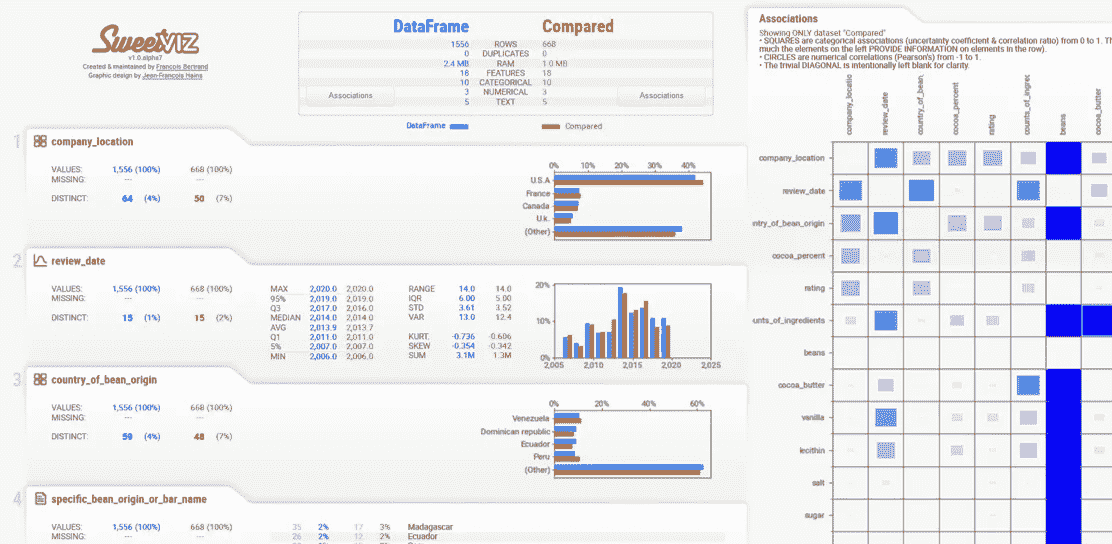 SweetVIZ
v1.0.alpha7
Created & maintained by Francois Bertrand
Graphic design by Jean-Francois Hains
DataFrame Compared
1556 ROWS 668
0 DUPLICATES 0
2.4 MB RAM 1.0 MB
18 FEATURES 18
10 CATEGORICAL 10
3 NUMERICAL 3
5 TEXT 5
Associations Associations
DataFrame Compared
1 company_location
VALUES: 1,556 (100%) 668 (100%)
MISSING: --- ---
DISTINCT: 64 (4%) 50 (7%)
0% 10% 20% 30% 40%
U.S.A
France
Canada
U.k.
(Other)
2 review_date
VALUES: 1,556 (100%) 668 (100%)
MISSING: --- ---
DISTINCT: 15 (1%) 15 (2%)
MAX 2,020.0 2,020.0
95% 2,019.0 2,019.0
Q3 2,017.0 2,016.0
MEDIAN 2,014.0 2,014.0
AVG 2,013.9 2,013.7
Q1 2,011.0 2,011.0
5% 2,007.0 2,007.0
MIN 2,006.0 2,006.0
RANGE 14.0 14.0
IQR 6.00 5.00
STD 3.61 3.52
VAR 13.0 12.4
KURT. -0.736 -0.606
SKEW -0.354 -0.342
SUM 3.1M 1.3M
20%
10%
0%
2,005 2,010 2,015 2,020 2,025
3 country_of_bean_origin
VALUES: 1,556 (100%) 668 (100%)
MISSING: --- ---
DISTINCT: 59 (4%) 48 (7%)
0% 20% 40% 60%
Venezuela
Dominican republic
Ecuador
Peru
(Other)
4 specific_bean_origin_or_bar_name
VALUES: 1,556 (100%) 668 (100%)
MISSING: --- ---
35 2% 17 3% Madagascar
26 2% 12 2% Ecuador
Associations
Showing ONLY dataset "Compared"
• SQUARES are categorical associations (uncertainty coefficient & correlation ratio) from 0 to 1. Th
much the elements on the left PROVIDE INFORMATION on elements in the row).
• CIRCLES are numerical correlations (Pearson's) from -1 to 1.
• The trivial DIAGONAL is intentionally left blank for clarity.
company_locatic
review_date
country_of_bean_
cocoa_percent
rating
counts_of_ingrec
beans
cocoa_butter
company_location
review_date
ntry_of_bean_origin
cocoa_percent
rating
unts_of_ingredients
beans
cocoa_butter
vanilla
lecithin
salt
sugar